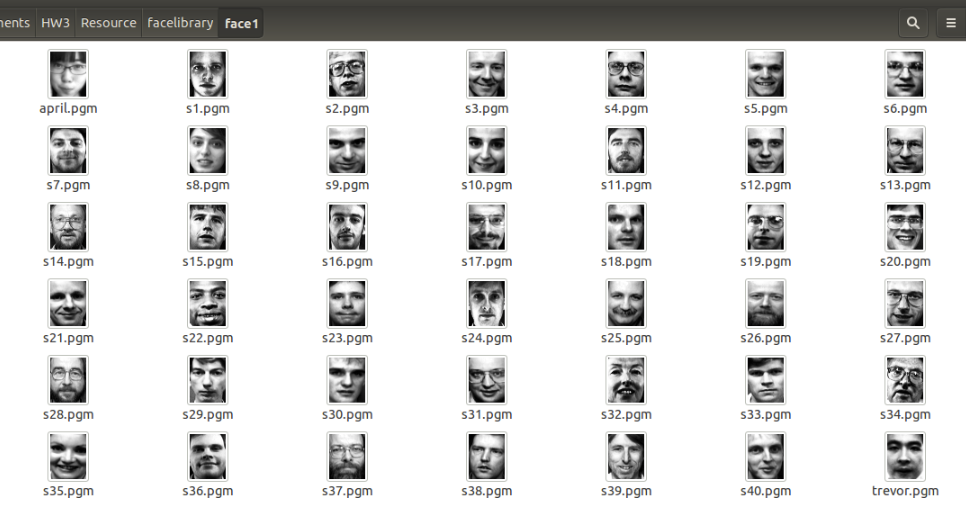 nents HW3 Resource facelibrary face1
april.pgm s1.pgm s2.pgm s3.pgm s4.pgm s5.pgm s6.pgm
s7.pgm s8.pgm s9.pgm s10.pgm s11.pgm s12.pgm s13.pgm
s14.pgm s15.pgm s16.pgm s17.pgm s18.pgm s19.pgm s20.pgm
s21.pgm s22.pgm s23.pgm s24.pgm s25.pgm s26.pgm s27.pgm
s28.pgm s29.pgm s30.pgm s31.pgm s32.pgm s33.pgm s34.pgm
s35.pgm s36.pgm s37.pgm s38.pgm s39.pgm s40.pgm trevor.pgm